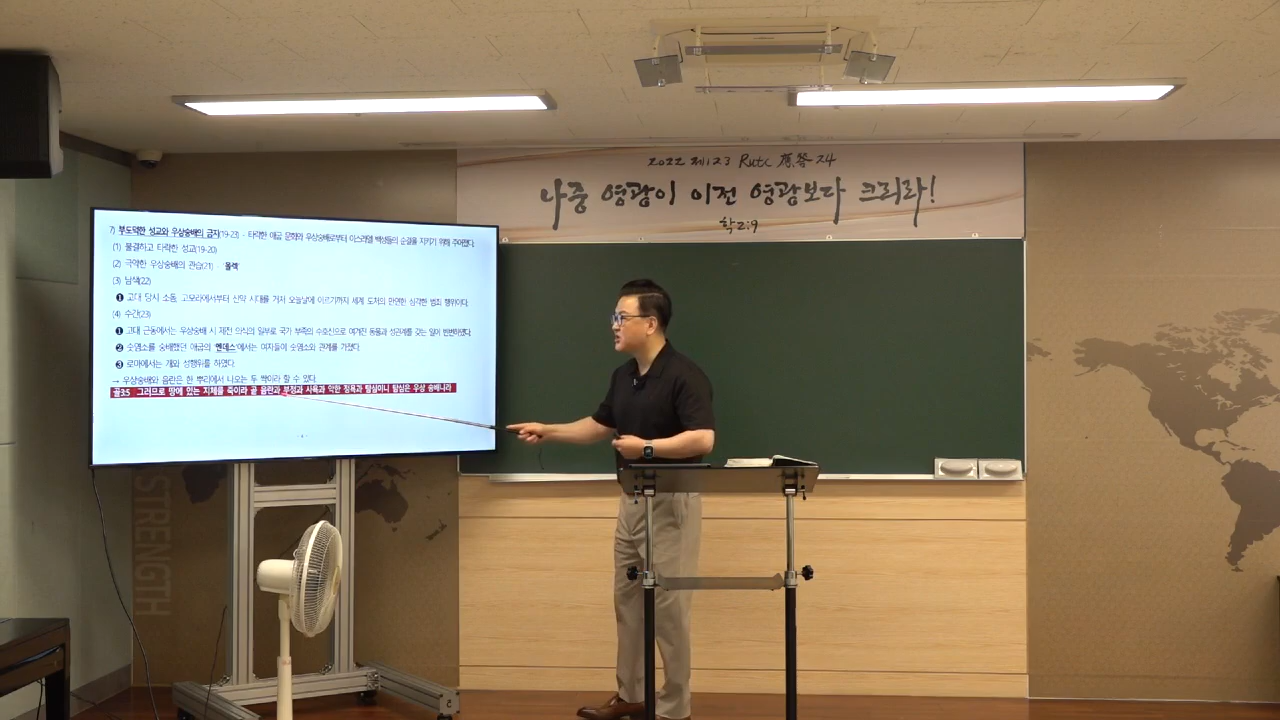 2022 제123 Rutc 応答 24
나중 영광이 이전 영광보다 크리라!
학2:9
7) 부도덕한 성교와 우상숭배의 금지(19-23) - 타락한 애굽 문화와 우상숭배로부터 이스라엘 백성들의 순결을 지키기 위해 주어졌다.
(1) 불결하고 타락한 성교(19-20)
(2) 극악한 우상숭배의 관습(21) - '몰렉'
(3) 남색(22)
❶ 고대 당시 소돔, 고모라에서부터 신약 시대를 거쳐 오늘날에 이르기까지 세계 도처의 만연한 심각한 범죄 행위이다.
(4) 수간(23)
❶ 고대 근동에서는 우상숭배 시 제전 의식의 일부로 국가 부족의 수호신으로 여겨진 동물과 성관계를 갖는 일이 빈번하였다.
❷ 숫염소를 숭배했던 애굽의 '멘데스'에서는 여자들이 숫염소와 관계를 가졌다.
❸ 로마에서는 개와 성행위를 하였다.
→ 우상숭배와 음란은 한 뿌리에서 나오는 두 싹이라 할 수 있다.
골3:5 그러므로 땅에 있는 지체를 죽이라 곧 음란과 부정과 사욕과 악한 정욕과 탐심이니 탐심은 우상 숭배니라
STRENGTH